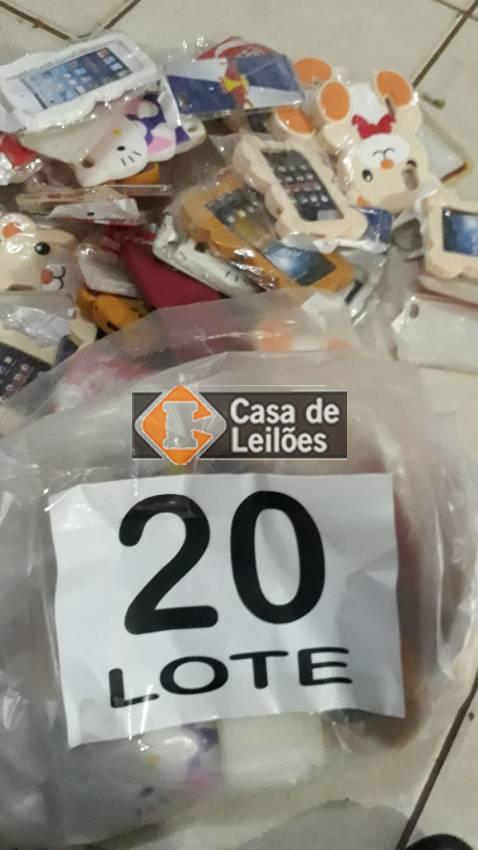 Casa de
Leilões
20
LOTE